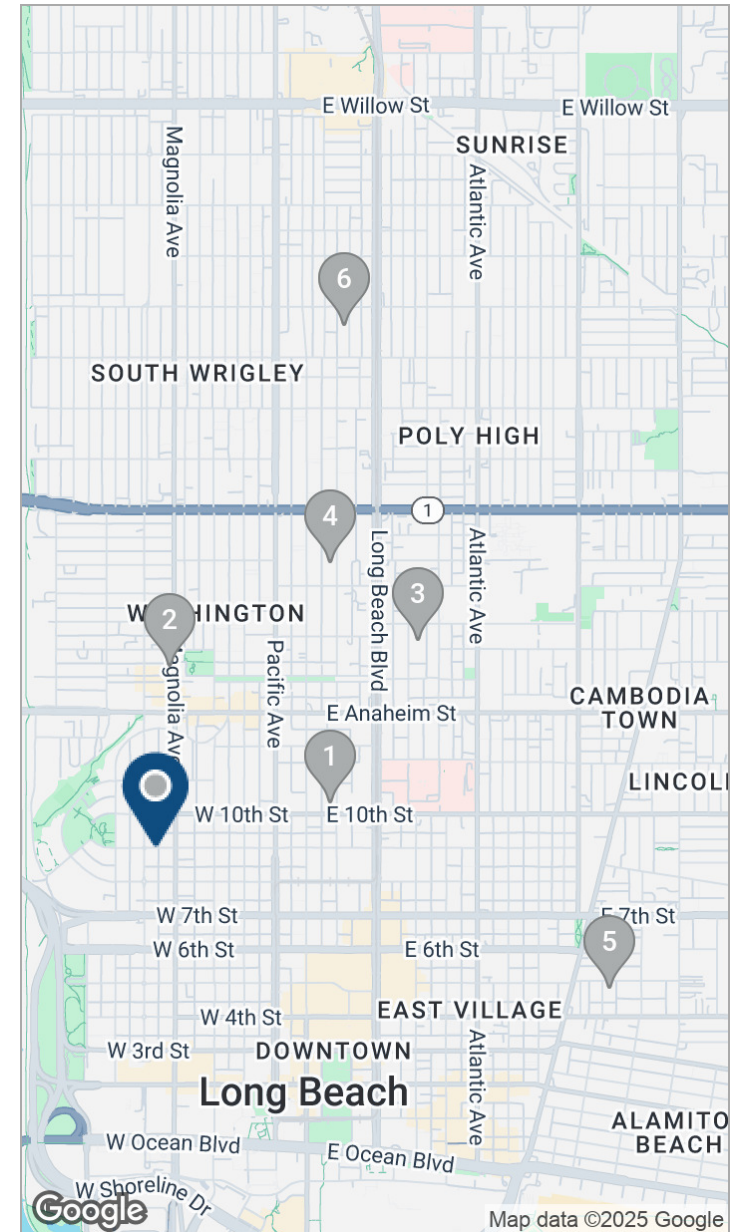 E Willow St
E Willow St
SUNRISE
Magnolia Ave
Atlantic Ave
6
SOUTH WRIGLEY
POLY HIGH
4
1
Long Beach Blvd
Atlantic Ave
3
2
Pacific Ave
E Anaheim St
CAMBODIA
TOWN
1
LINCOL
W 10th St
E 10th St
W 7th St
E 7th St
5
W 6th St
E 6th St
W 4th St
EAST VILLAGE
W 3rd St
DOWNTOWN
Long Beach
Atlantic Ave
ALAMITO
BEACH
W Ocean Blvd
E Ocean Blvd
W Shoreline Dr
Google
Map data ©2025 Google